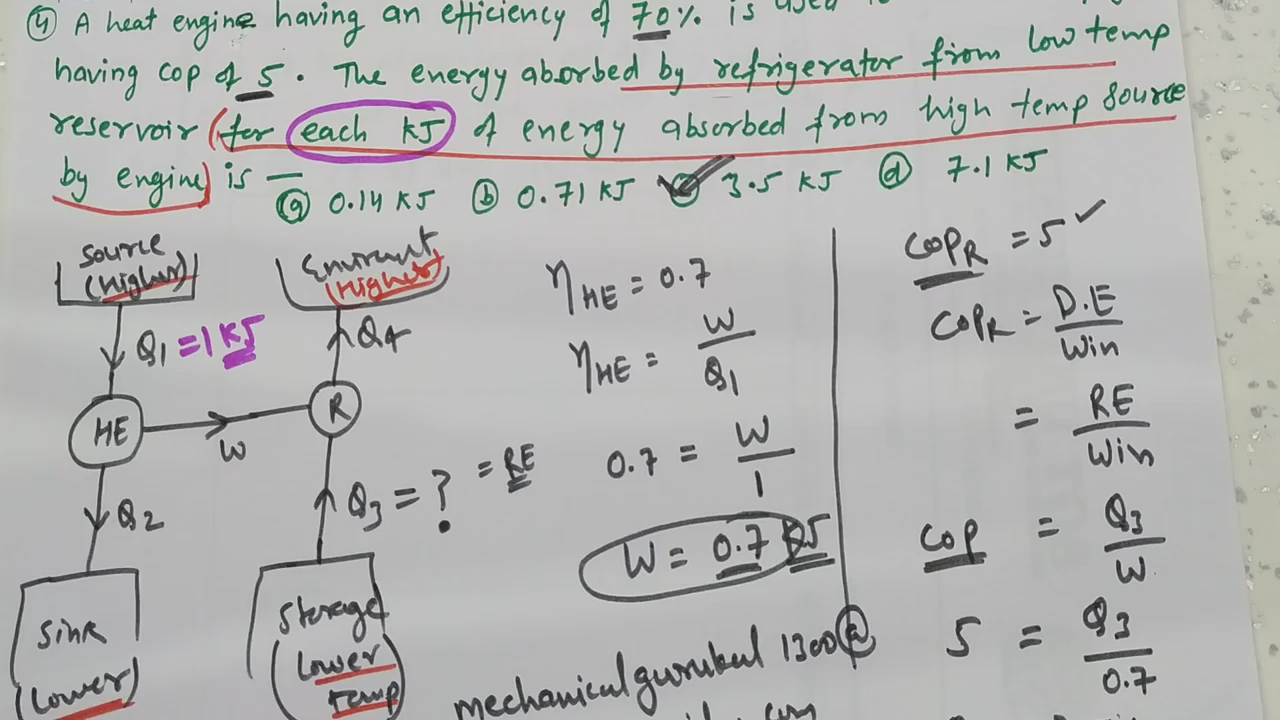 ④ A heat engine having an efficiency of 70% is used
having COP of 5. The energy aborbed by refrigerator from low temp
reservoir (for each KJ of energy absorbed from high temp source
by engine) is —
ⓐ 0.14 KJ ⓑ 0.71 KJ ⓒ 3.5 KJ ⓓ 7.1 KJ
Source
(Higher)
(Higher)
Q1 = 1 KJ
Q4
HE
W
R
Q2
Q3 = ? = RE
Sink
(Lower)
Storage
(Lower
temp)
ηHE = 0.7
ηHE = W
Q1
0.7 = W
1
W = 0.7 KJ
mechanicalgurukul 1300@
.com
COPR = 5 ✓
COPR = D.E
Win
= RE
Win
COP = Q3
W
5 = Q3
0.7